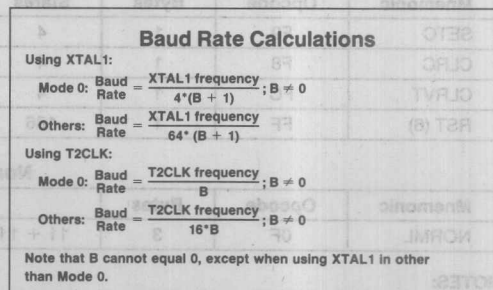 Baud Rate Calculations
Using XTAL1:
Mode 0: Baud Rate = XTAL1 frequency / 4*(B + 1) ; B ≠ 0
Others: Baud Rate = XTAL1 frequency / 64* (B + 1) ; B ≠ 0
Using T2CLK:
Mode 0: Baud Rate = T2CLK frequency / B ; B ≠ 0
Others: Baud Rate = T2CLK frequency / 16*B ; B ≠ 0
Note that B cannot equal 0, except when using XTAL1 in other
than Mode 0.